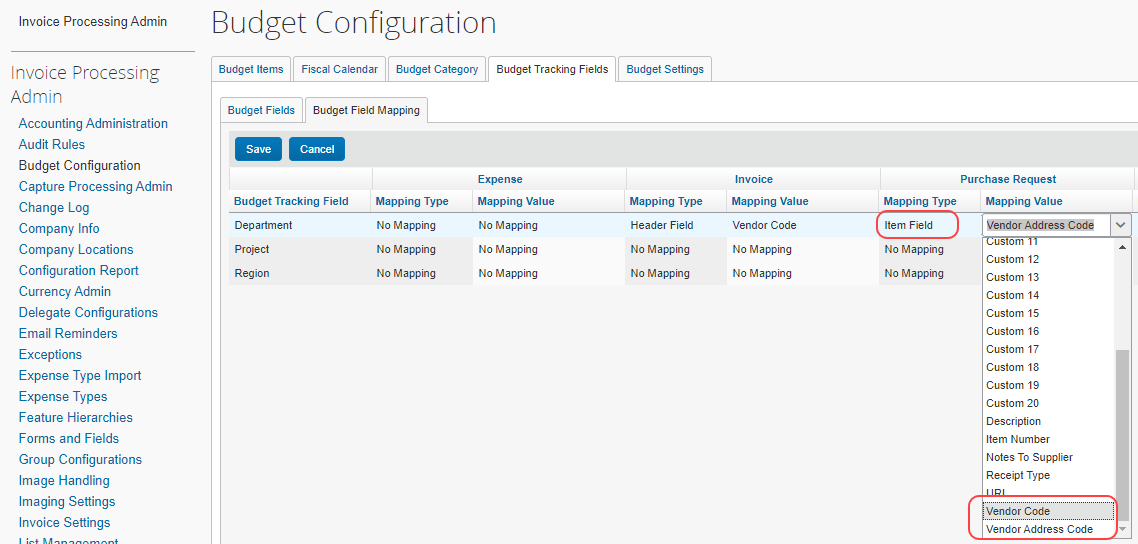 Invoice Processing Admin
Budget Configuration
Invoice Processing
Admin
Accounting Administration
Audit Rules
Budget Configuration
Capture Processing Admin
Change Log
Company Info
Company Locations
Configuration Report
Currency Admin
Delegate Configurations
Email Reminders
Exceptions
Expense Type Import
Expense Types
Feature Hierarchies
Forms and Fields
Group Configurations
Image Handling
Imaging Settings
Invoice Settings
List Management
Budget Items Fiscal Calendar Budget Category Budget Tracking Fields Budget Settings
Budget Fields Budget Field Mapping
Save Cancel
Expense Invoice Purchase Request
Budget Tracking Field Mapping Type Mapping Value Mapping Type Mapping Value Mapping Type Mapping Value
Department No Mapping No Mapping Header Field Vendor Code Item Field Vendor Address Code
Project No Mapping No Mapping No Mapping No Mapping No Mapping
Region No Mapping No Mapping No Mapping No Mapping No Mapping
Custom 11
Custom 12
Custom 13
Custom 14
Custom 15
Custom 16
Custom 17
Custom 18
Custom 19
Custom 20
Description
Item Number
Notes To Supplier
Receipt Type
URL
Vendor Code
Vendor Address Code